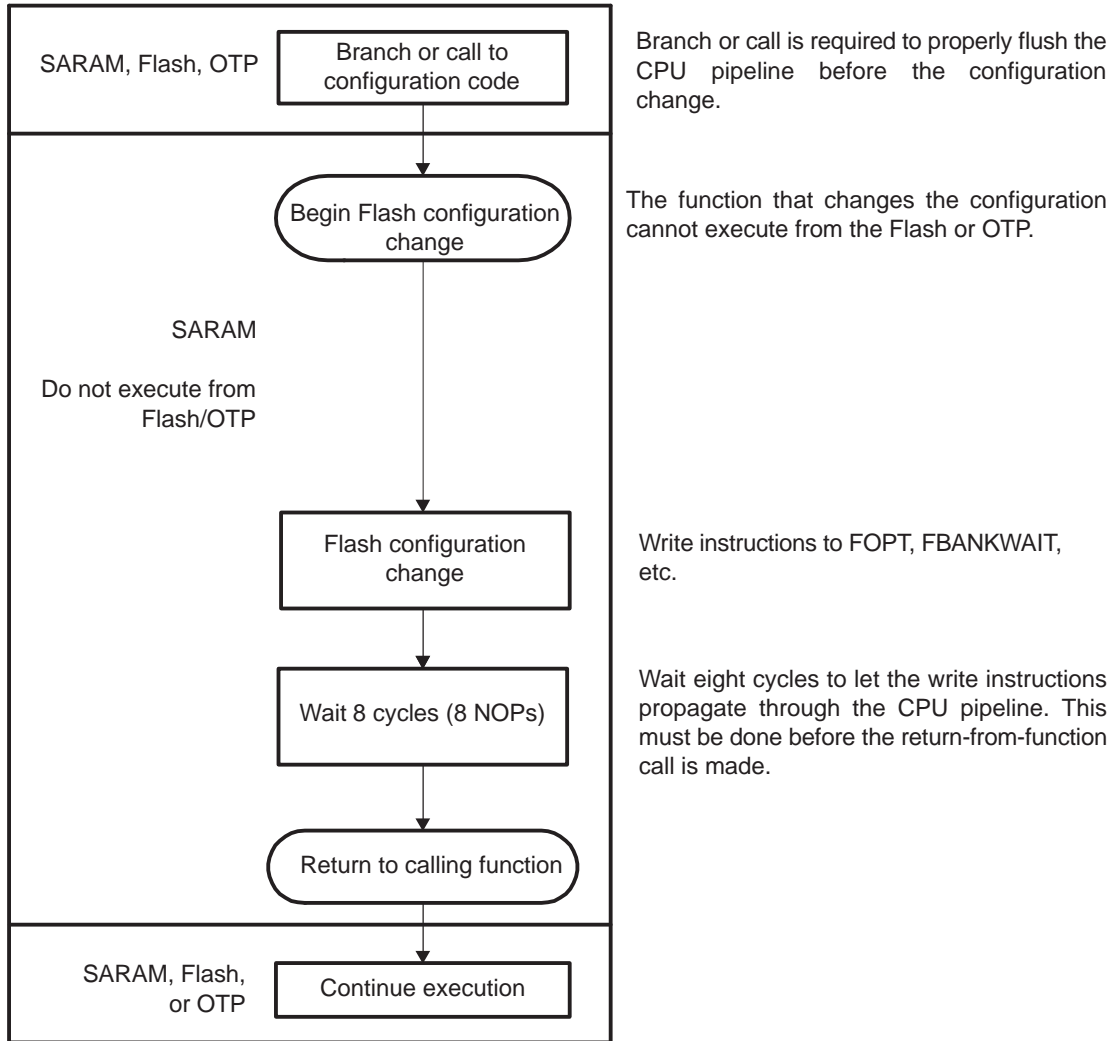 SARAM, Flash, OTP
Branch or call to
configuration code
Branch or call is required to properly flush the
CPU pipeline before the configuration
change.
Begin Flash configuration
change
The function that changes the configuration
cannot execute from the Flash or OTP.
SARAM
Do not execute from
Flash/OTP
Flash configuration
change
Write instructions to FOPT, FBANKWAIT,
etc.
Wait 8 cycles (8 NOPs)
Wait eight cycles to let the write instructions
propagate through the CPU pipeline. This
must be done before the return-from-function
call is made.
Return to calling function
SARAM, Flash,
or OTP
Continue execution